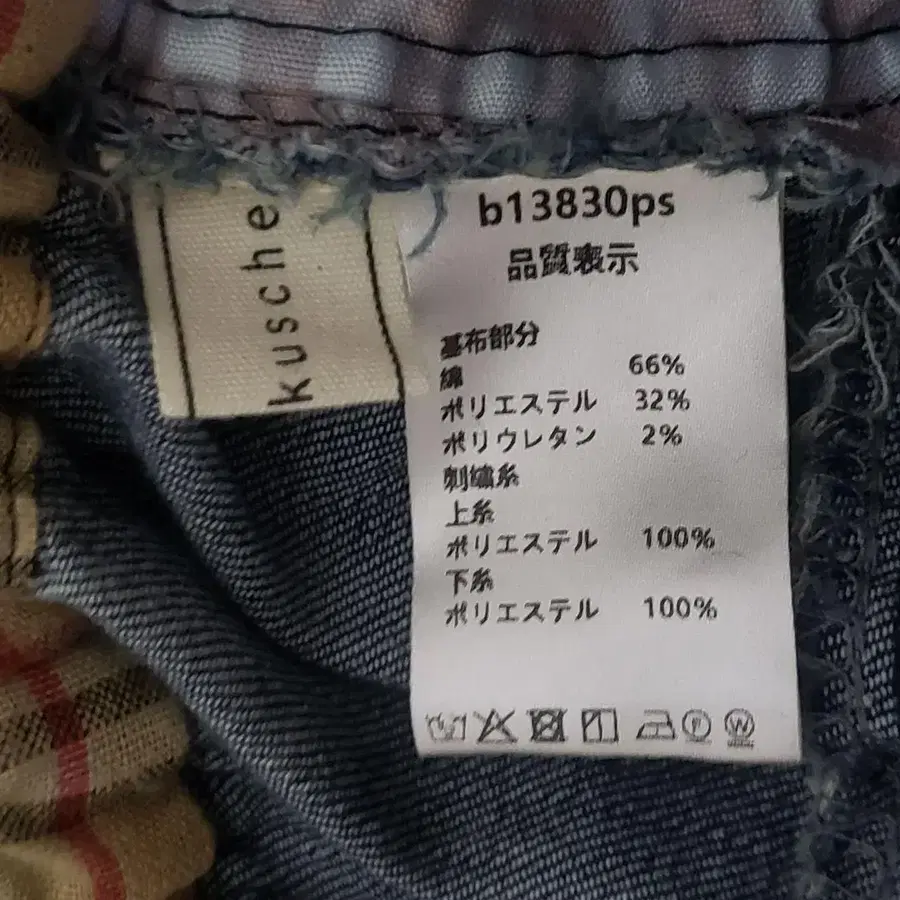 kusche
b13830ps
品質表示
基布部分
綿 66%
ポリエステル 32%
ポリウレタン 2%
刺繍糸
上糸
ポリエステル 100%
下糸
ポリエステル 100%